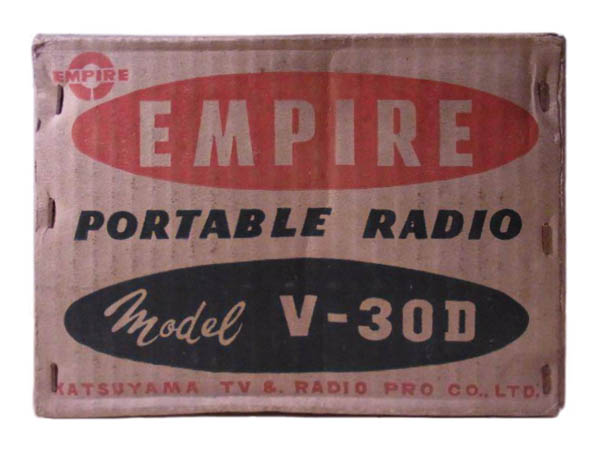 EMPIRE
EMPIRE
PORTABLE RADIO
Model V-30D
KATSUYAMA TV & RADIO PRO CO., LTD.